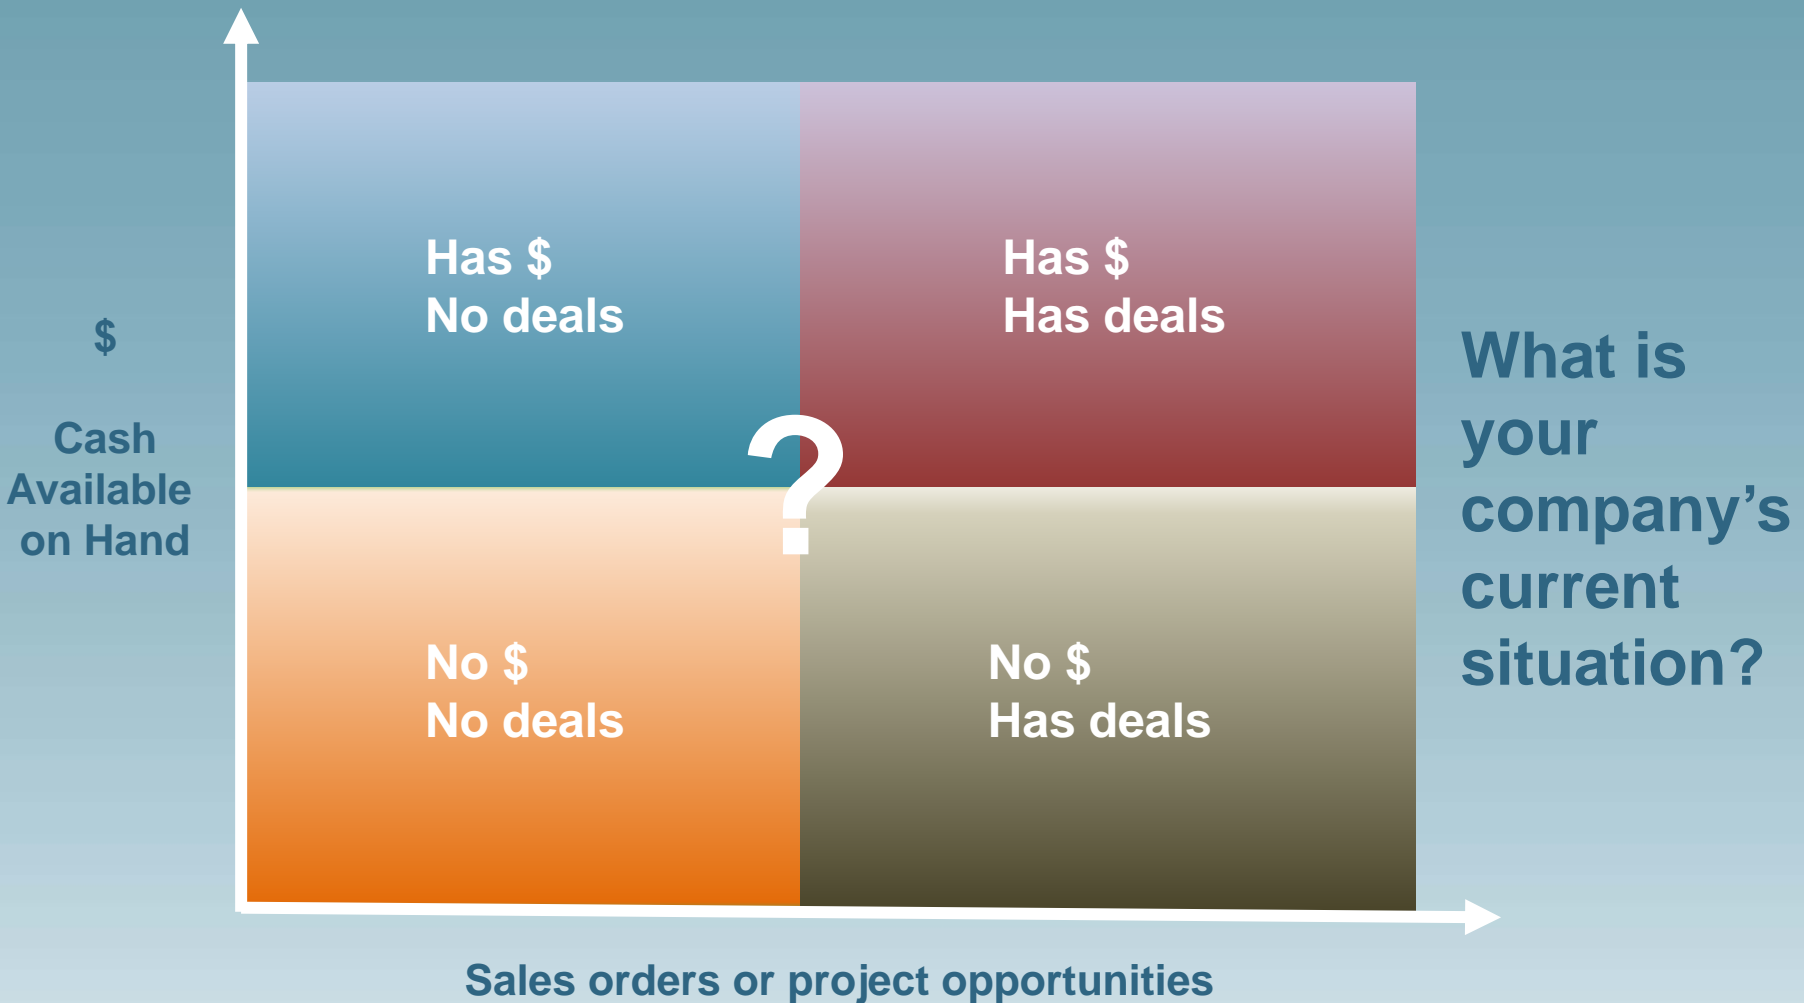 $
Cash
Available
on Hand
Has $
No deals
Has $
Has deals
?
No $
No deals
No $
Has deals
What is
your
company’s
current
situation?
Sales orders or project opportunities